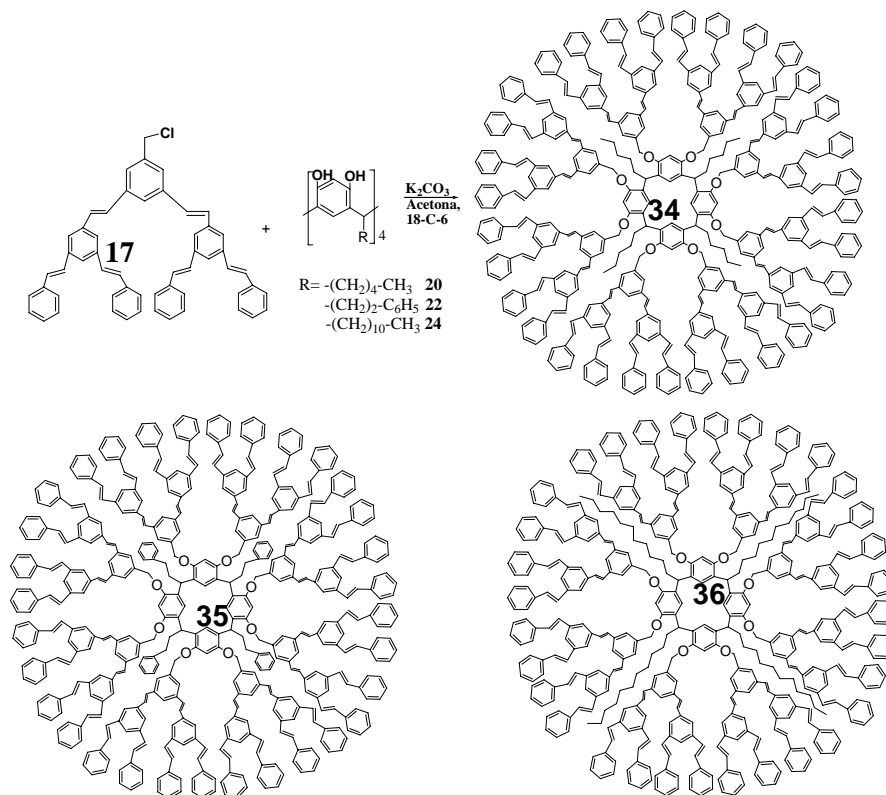 Cl
17
+
OH OH
4
R
K₂CO₃
Acetona,
18-C-6
R= -(CH₂)₄-CH₃ 20
-(CH₂)₂-C₆H₅ 22
-(CH₂)₁₀-CH₃ 24
O O
O O
34
O O
O O
O O
O O
35
O O
O O
O O
O O
36
O O
O O